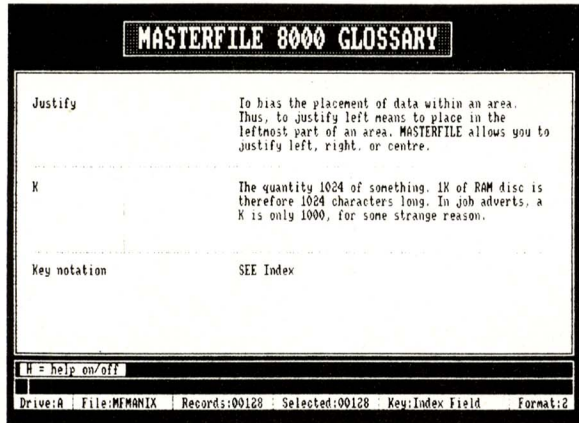 MASTERFILE 8000 GLOSSARY
Justify To bias the placement of data within an area.
Thus, to justify left means to place in the
leftmost part of an area. MASTERFILE allows you to
justify left, right, or centre.
K The quantity 1024 of something. 1K of RAM disc is
therefore 1024 characters long. In job adverts, a
K is only 1000, for some strange reason.
Key notation SEE Index
H = help on/off
Drive:A File:MFMANIX Records:00128 Selected:00128 Key:Index Field Format:2